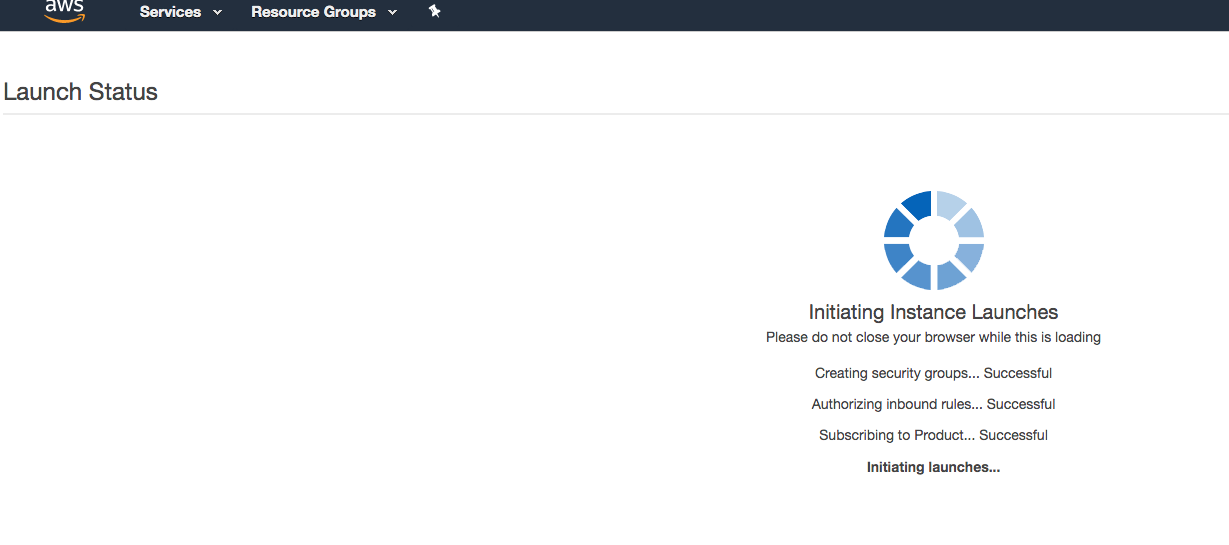 aws
Services
Resource Groups
Launch Status
Initiating Instance Launches
Please do not close your browser while this is loading
Creating security groups... Successful
Authorizing inbound rules... Successful
Subscribing to Product... Successful
Initiating launches...